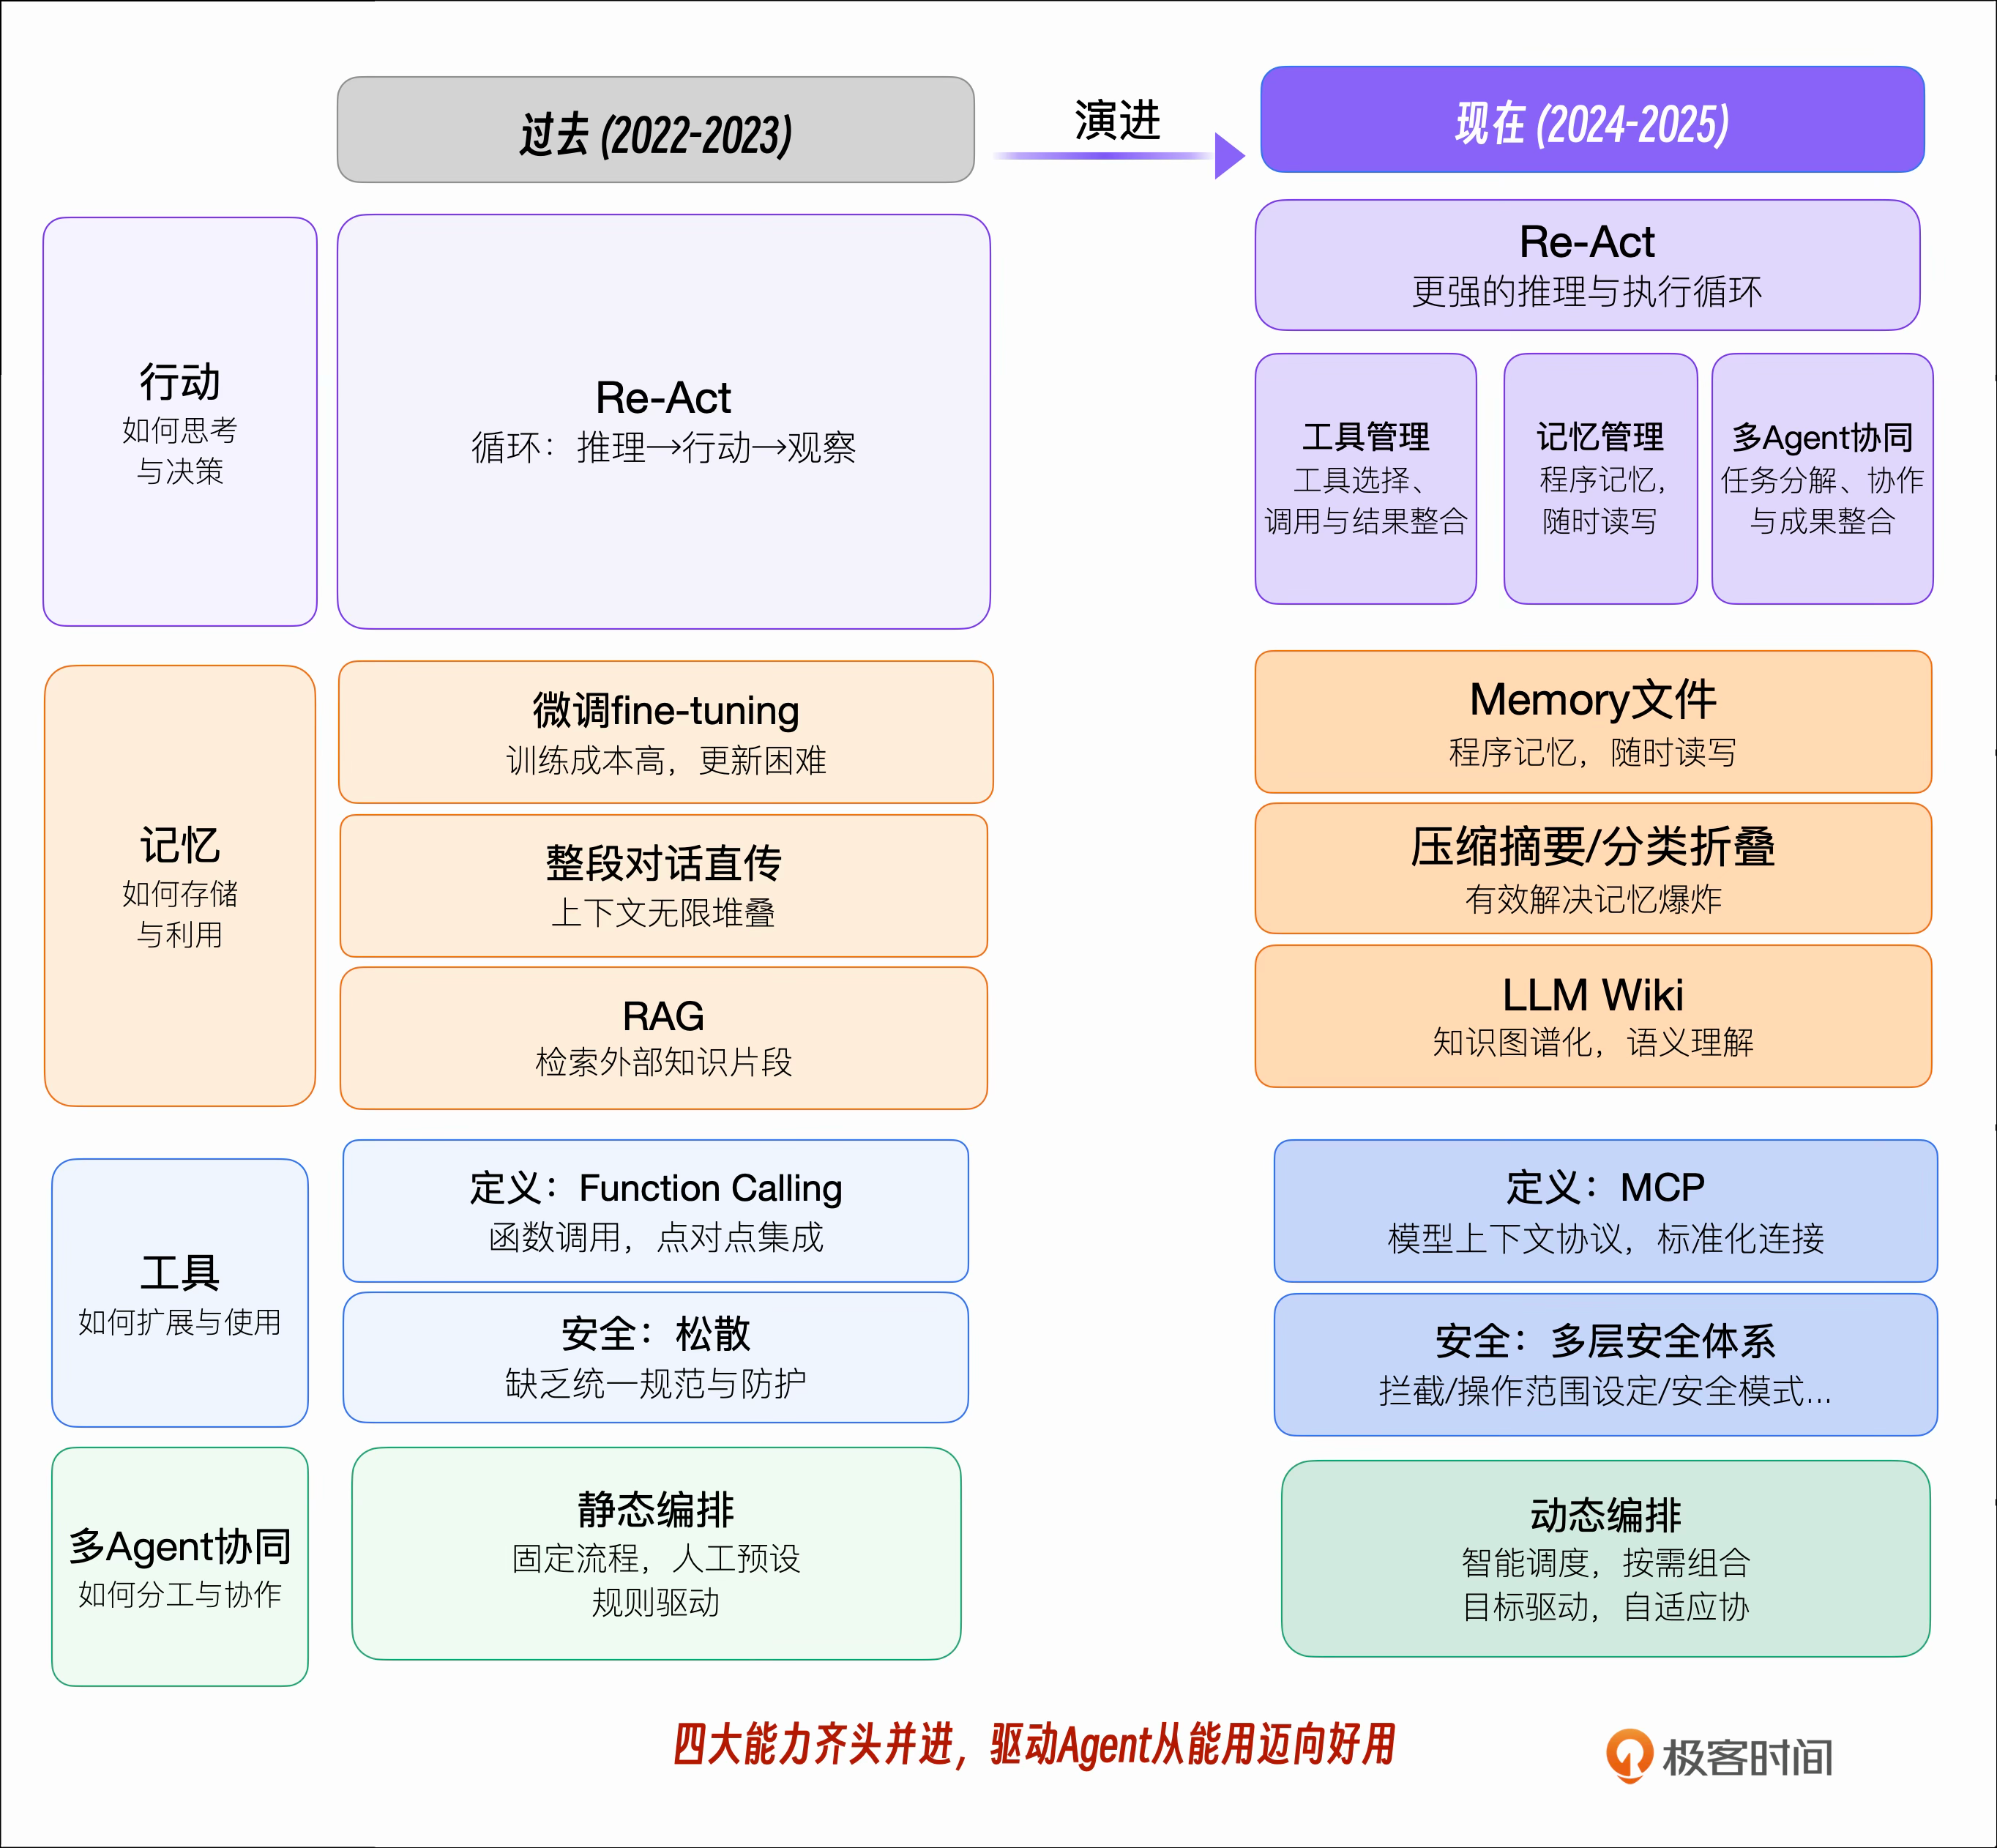 过去 (2022-2023)
演进
现在 (2024-2025)
行动
如何思考
与决策
Re-Act
循环：推理→行动→观察
Re-Act
更强的推理与执行循环
工具管理
工具选择、
调用与结果整合
记忆管理
程序记忆，
随时读写
多Agent协同
任务分解、协作
与成果整合
记忆
如何存储
与利用
微调fine-tuning
训练成本高，更新困难
整段对话直传
上下文无限堆叠
RAG
检索外部知识片段
Memory文件
程序记忆，随时读写
压缩摘要/分类折叠
有效解决记忆爆炸
LLM Wiki
知识图谱化，语义理解
工具
如何扩展与使用
定义：Function Calling
函数调用，点对点集成
安全：松散
缺乏统一规范与防护
定义：MCP
模型上下文协议，标准化连接
安全：多层安全体系
拦截/操作范围设定/安全模式...
多Agent协同
如何分工与协作
静态编排
固定流程，人工预设
规则驱动
动态编排
智能调度，按需组合
目标驱动，自适应协
四大能力齐头并进，驱动Agent从能用迈向好用
极客时间